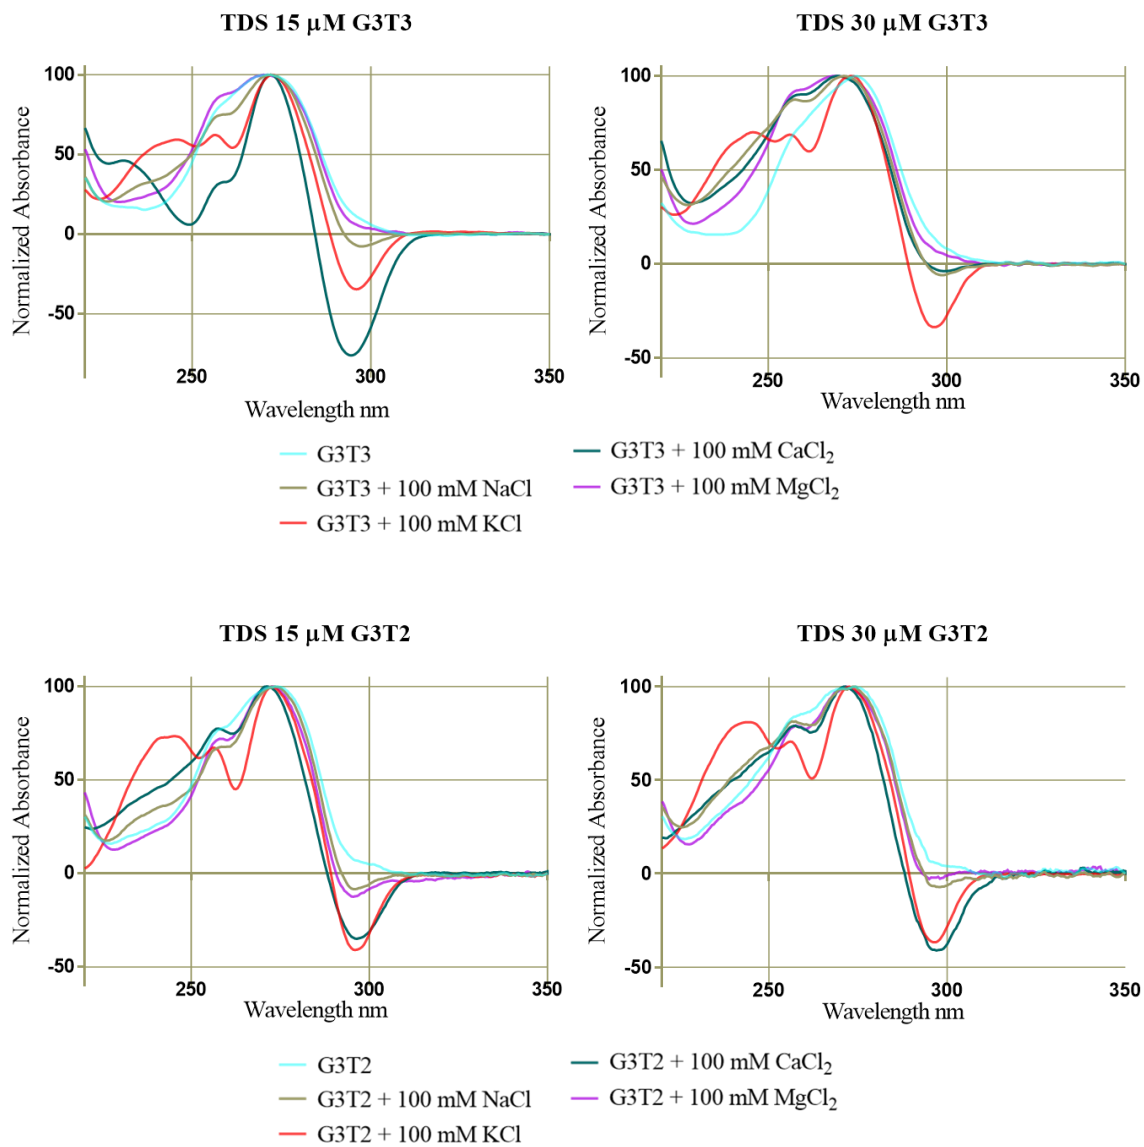 TDS 15 μM G3T3
Normalized Absorbance
100
50
0
-50
250
300
350
Wavelength nm
TDS 30 μM G3T3
Normalized Absorbance
100
50
0
-50
250
300
350
Wavelength nm
G3T3
G3T3 + 100 mM NaCl
G3T3 + 100 mM KCl
G3T3 + 100 mM CaCl₂
G3T3 + 100 mM MgCl₂
TDS 15 μM G3T2
Normalized Absorbance
100
50
0
-50
250
300
350
Wavelength nm
TDS 30 μM G3T2
Normalized Absorbance
100
50
0
-50
250
300
350
Wavelength nm
G3T2
G3T2 + 100 mM NaCl
G3T2 + 100 mM KCl
G3T2 + 100 mM CaCl₂
G3T2 + 100 mM MgCl₂